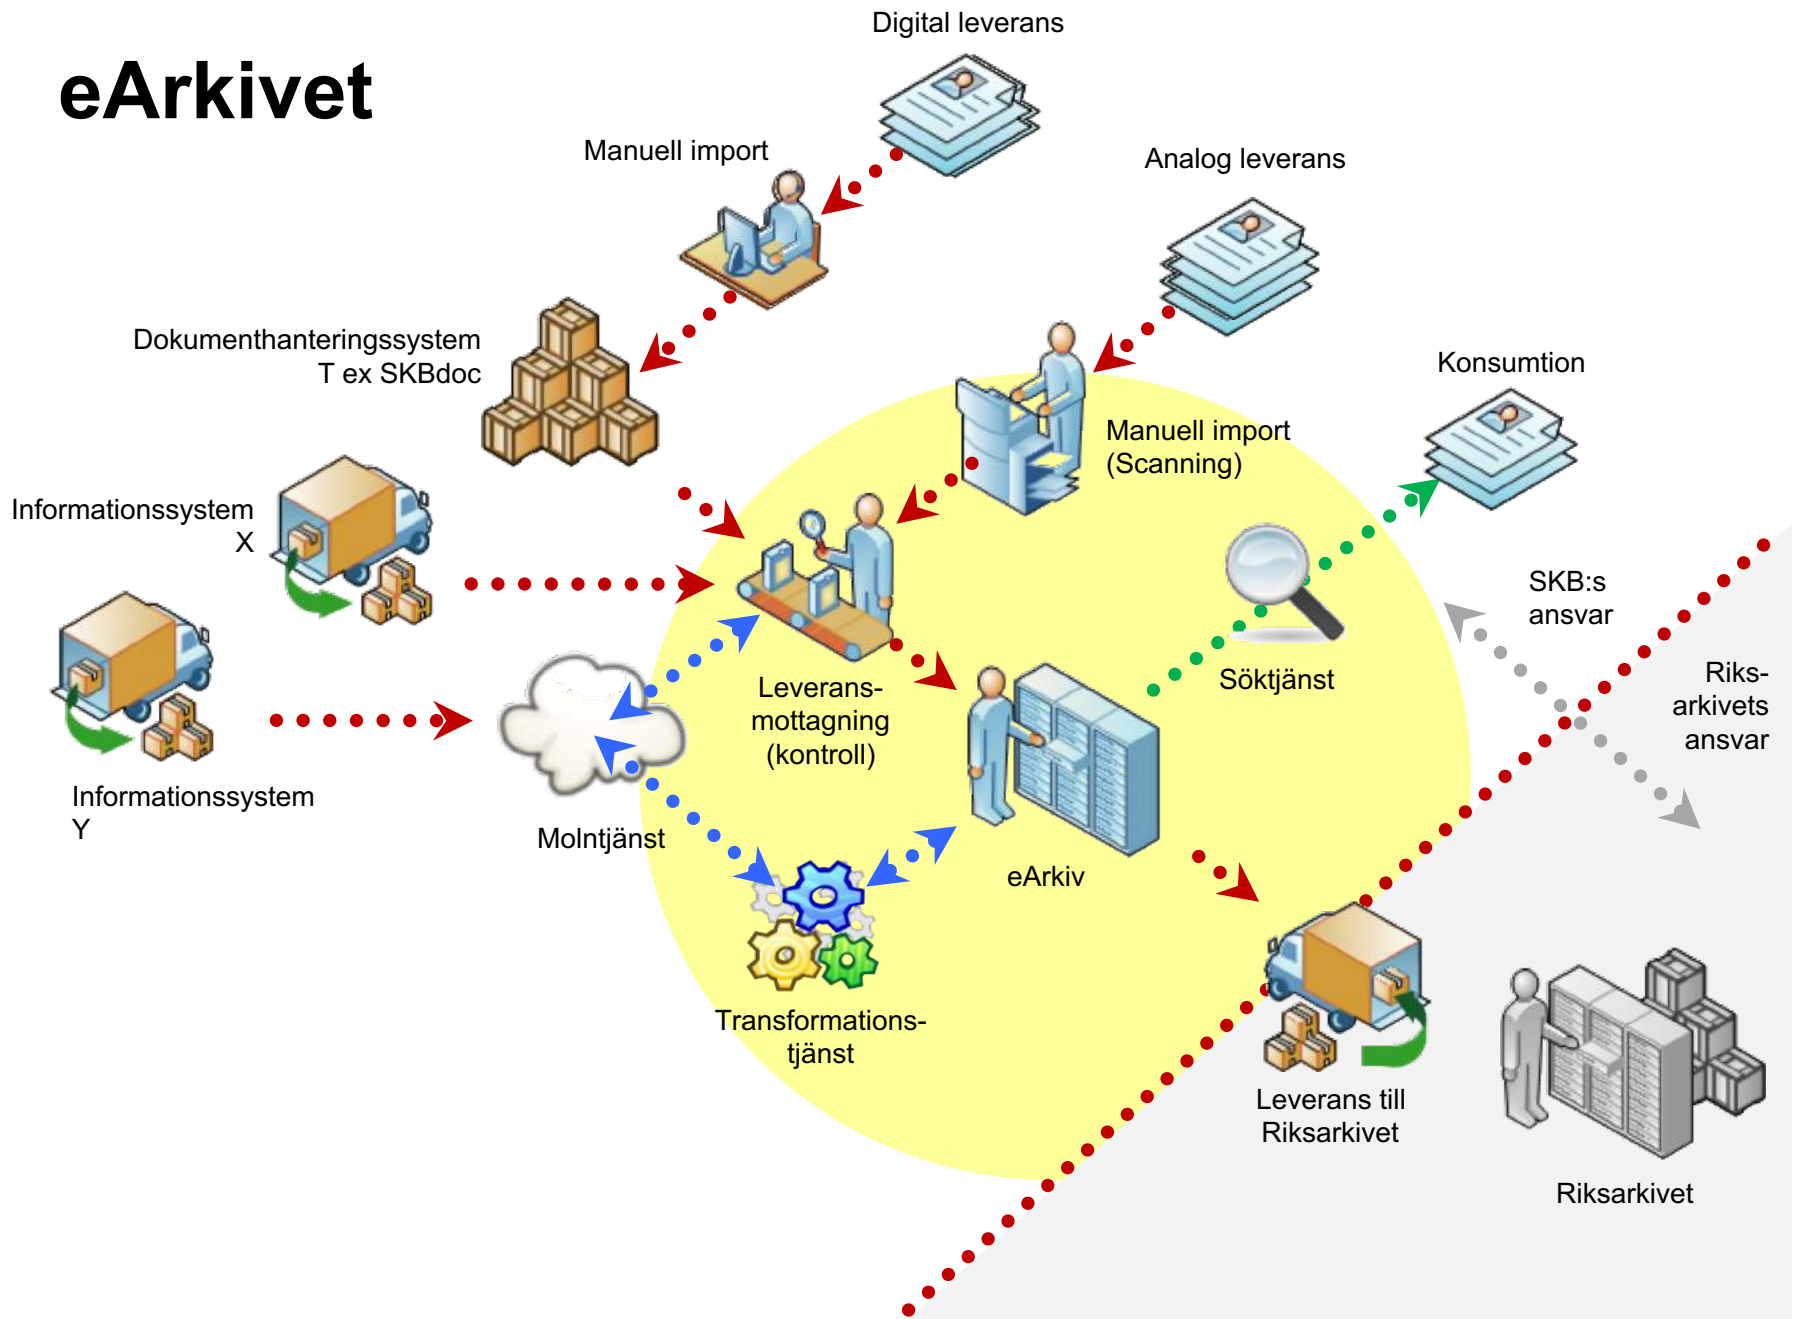 eArkivet
Digital leverans
Manuell import
Analog leverans
Dokumenthanteringssystem
T ex SKBdoc
Konsumtion
Manuell import
(Scanning)
Informationssystem
X
SKB:s
ansvar
Riks-
arkivets
ansvar
Söktjänst
Leverans-
mottagning
(kontroll)
Informationssystem
Y
Molntjänst
eArkiv
Transformations-
tjänst
Leverans till
Riksarkivet
Riksarkivet